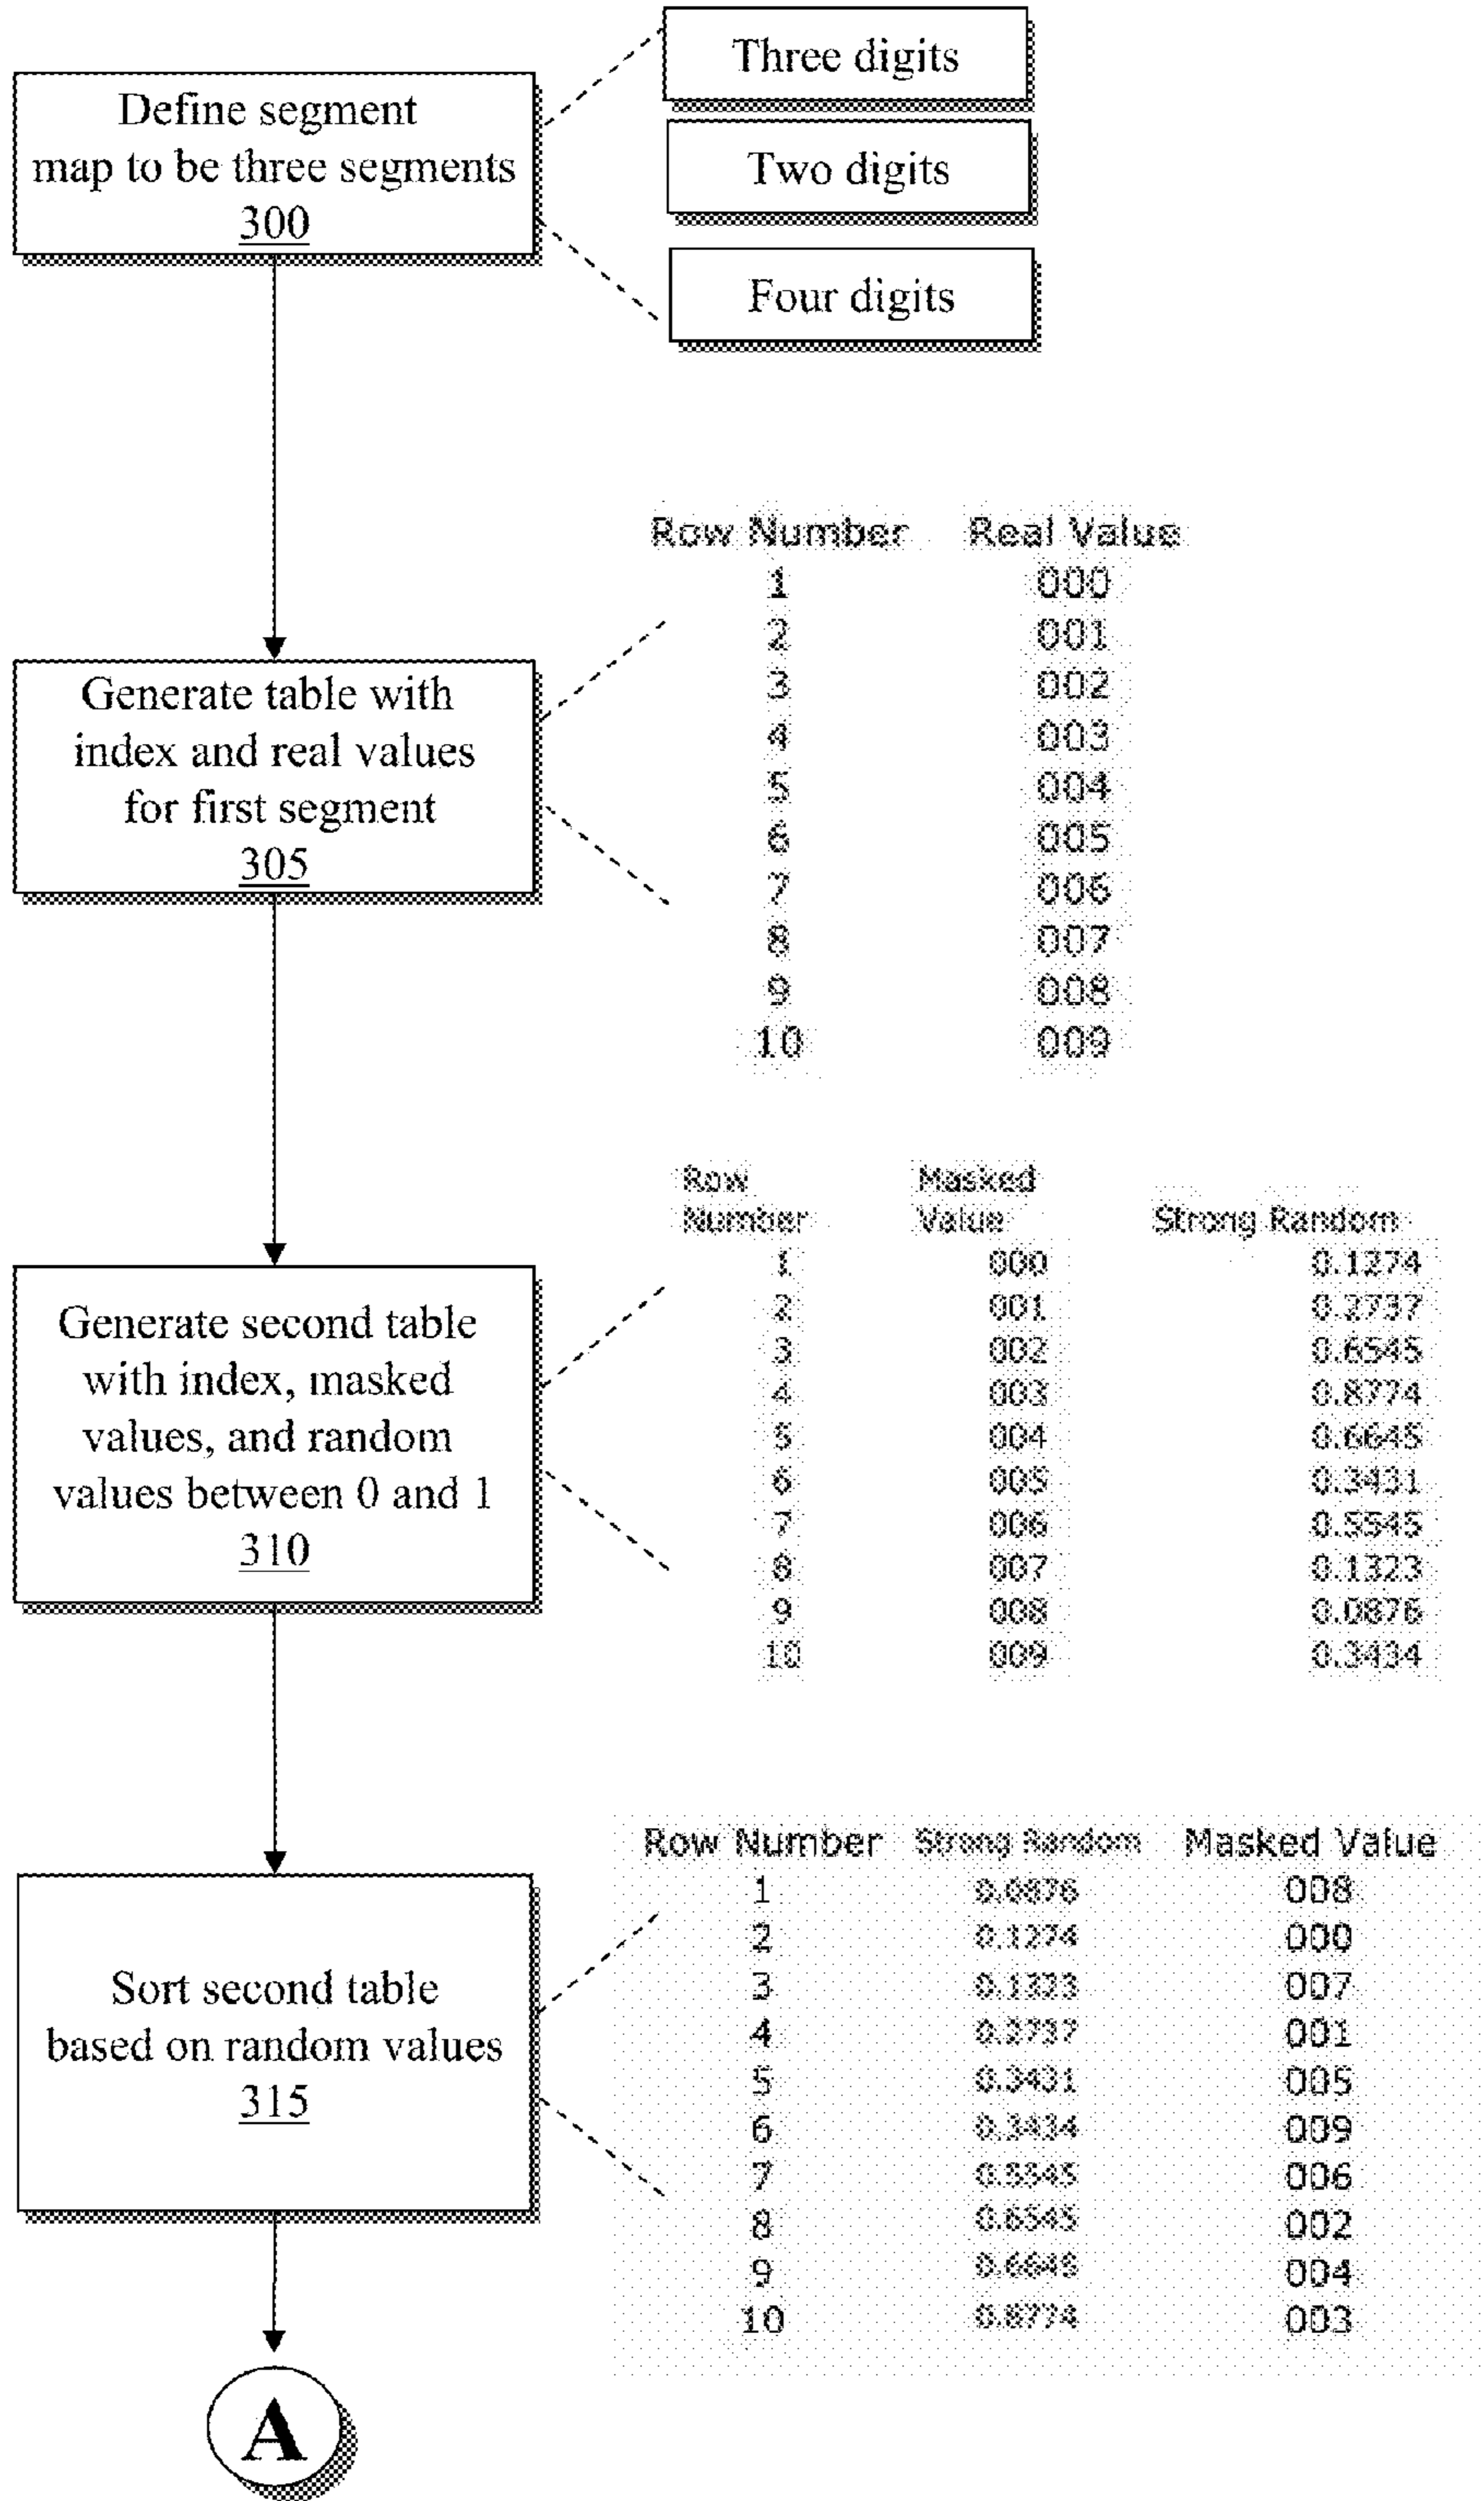 Three digits
Define segment
map to be three segments
300
Two digits
Four digits
Row Number Real Value
1 000
2 001
3 002
4 003
5 004
6 005
7 006
8 007
9 008
10 009
Generate table with
index and real values
for first segment
305
Row Number Masked Value Strong Random
1 000 0.1274
2 001 0.2737
3 002 0.6545
4 003 0.8774
5 004 0.6645
6 005 0.3431
7 006 0.5545
8 007 0.1323
9 008 0.0876
10 009 0.3434
Generate second table
with index, masked
values, and random
values between 0 and 1
310
Row Number Strong Random Masked Value
1 0.0876 008
2 0.1274 000
3 0.1323 007
4 0.2737 001
5 0.3431 005
6 0.3434 009
7 0.5545 006
8 0.6545 002
9 0.6645 004
10 0.8774 003
Sort second table
based on random values
315
A